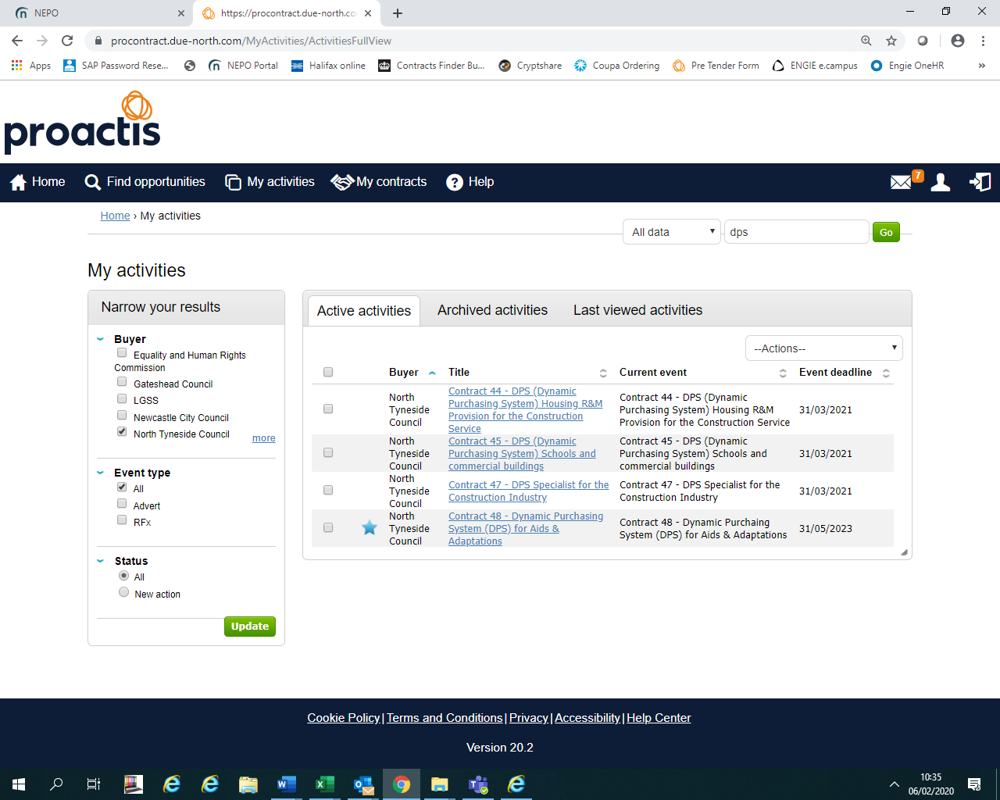 NEPO
https://procontract.due-north.co
procontract.due-north.com/MyActivities/ActivitiesFullView
Apps
SAP Password Rese...
NEPO Portal
Halifax online
Contracts Finder Bu...
Cryptshare
Coupa Ordering
Pre Tender Form
ENGIE e.campus
Engie OneHR
»
proactis
Home
Find opportunities
My activities
My contracts
Help
7
Home › My activities
All data
dps
Go
My activities
Narrow your results
Buyer
Equality and Human Rights
Commission
Gateshead Council
LGSS
Newcastle City Council
North Tyneside Council
more
Event type
All
Advert
RFx
Status
All
New action
Update
Active activities
Archived activities
Last viewed activities
--Actions--
Buyer
Title
Current event
Event deadline
North
Tyneside
Council
Contract 44 - DPS (Dynamic
Purchasing System) Housing R&M
Provision for the Construction
Service
Contract 44 - DPS (Dynamic
Purchasing System) Housing R&M
Provision for the Construction Service
31/03/2021
North
Tyneside
Council
Contract 45 - DPS (Dynamic
Purchasing System) Schools and
commercial buildings
Contract 45 - DPS (Dynamic
Purchasing System) Schools and
commercial buildings
31/03/2021
North
Tyneside
Council
Contract 47 - DPS Specialist for the
Construction Industry
Contract 47 - DPS Specialist for the
Construction Industry
31/03/2021
North
Tyneside
Council
Contract 48 - Dynamic Purchasing
System (DPS) for Aids &
Adaptations
Contract 48 - Dynamic Purchaing
System (DPS) for Aids & Adaptations
31/05/2023
Cookie Policy|Terms and Conditions|Privacy|Accessibility|Help Center
Version 20.2
10:35
06/02/2020